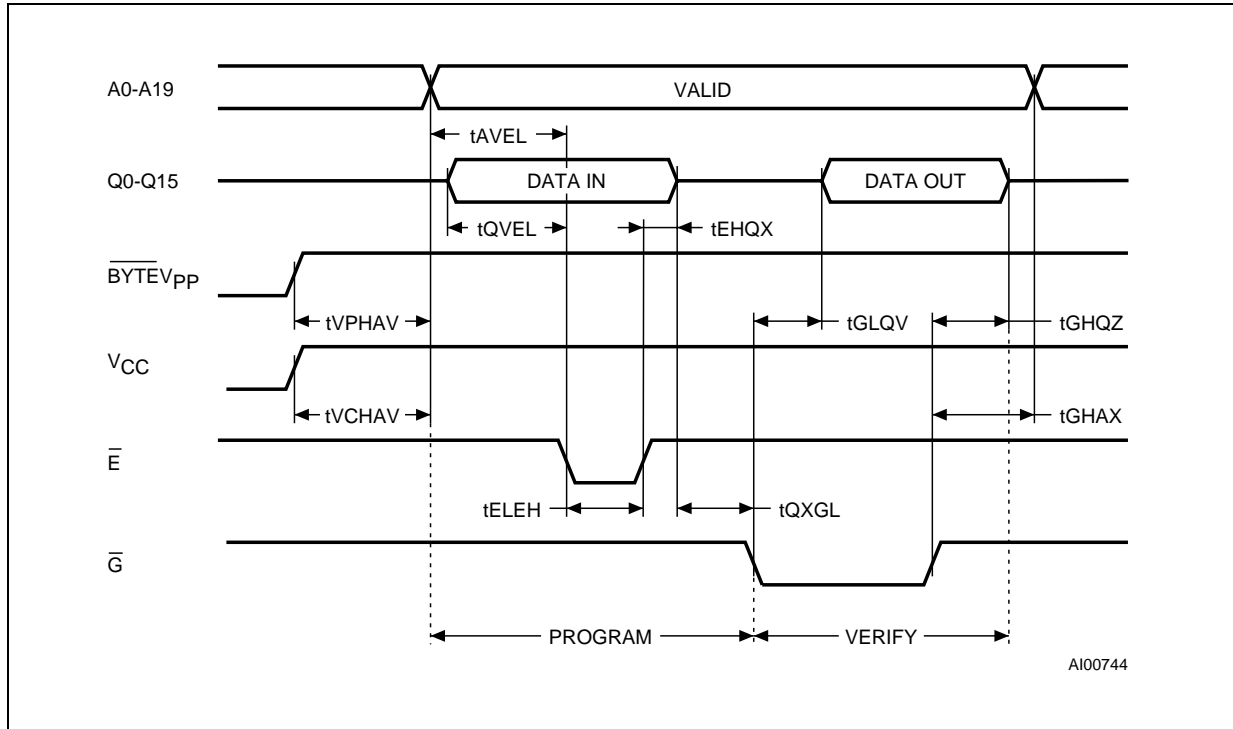 A0-A19
VALID
tAVEL
Q0-Q15
DATA IN
DATA OUT
tQVEL
tEHQX
BYTEVPP
tVPHAV
tGLQV
tGHQZ
VCC
tVCHAV
tGHAX
E
tELEH
tQXGL
G
PROGRAM
VERIFY
AI00744